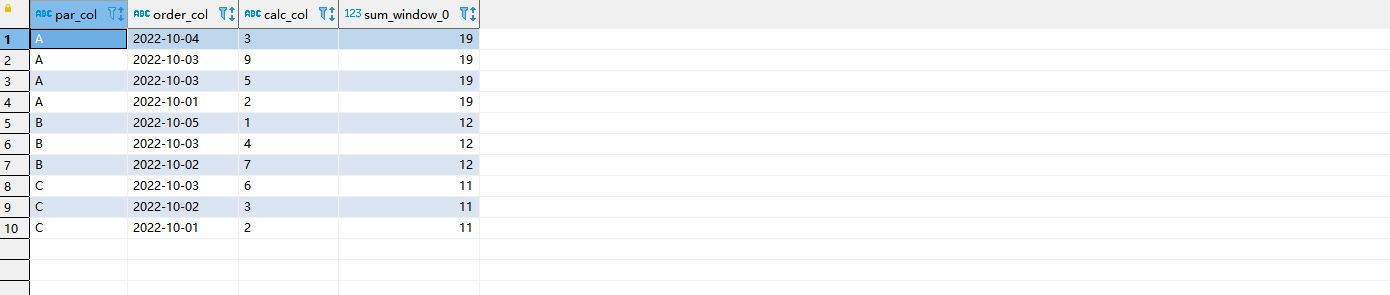 ABC par_col ABC order_col ABC calc_col 123 sum_window_0
1 A 2022-10-04 3 19
2 A 2022-10-03 9 19
3 A 2022-10-03 5 19
4 A 2022-10-01 2 19
5 B 2022-10-05 1 12
6 B 2022-10-03 4 12
7 B 2022-10-02 7 12
8 C 2022-10-03 6 11
9 C 2022-10-02 3 11
10 C 2022-10-01 2 11